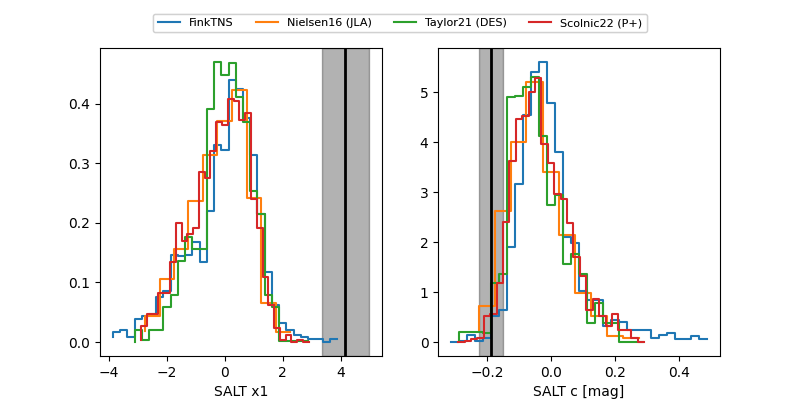 FinkTNS Nielsen16 (JLA) Taylor21 (DES) Scolnic22 (P+)
0.4
0.3
0.2
0.1
0.0
−4 −2 0 2 4
SALT x1
5
4
3
2
1
0
−0.2 0.0 0.2 0.4
SALT c [mag]